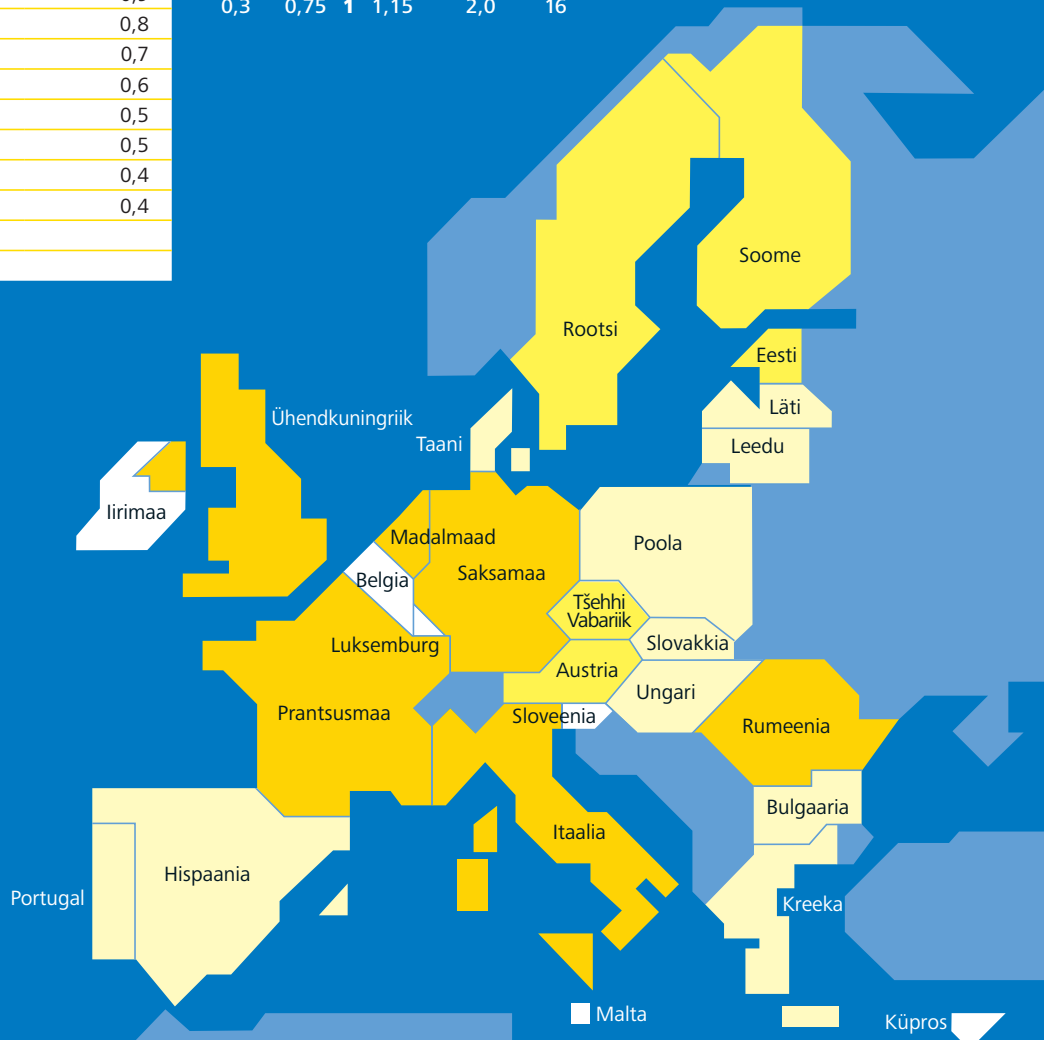 0,3 0,75 1 1,15 2,0 16
0,8
0,7
0,6
0,5
0,5
0,4
0,4
Soome
Rootsi
Eesti
Läti
Leedu
Ühendkuningriik
Taani
Iirimaa
Madalmaad
Poola
Belgia
Saksamaa
Tšehhi
Vabariik
Luksemburg
Slovakkia
Austria
Ungari
Prantsusmaa
Sloveenia
Rumeenia
Bulgaaria
Itaalia
Hispaania
Portugal
Kreeka
Malta
Küpros